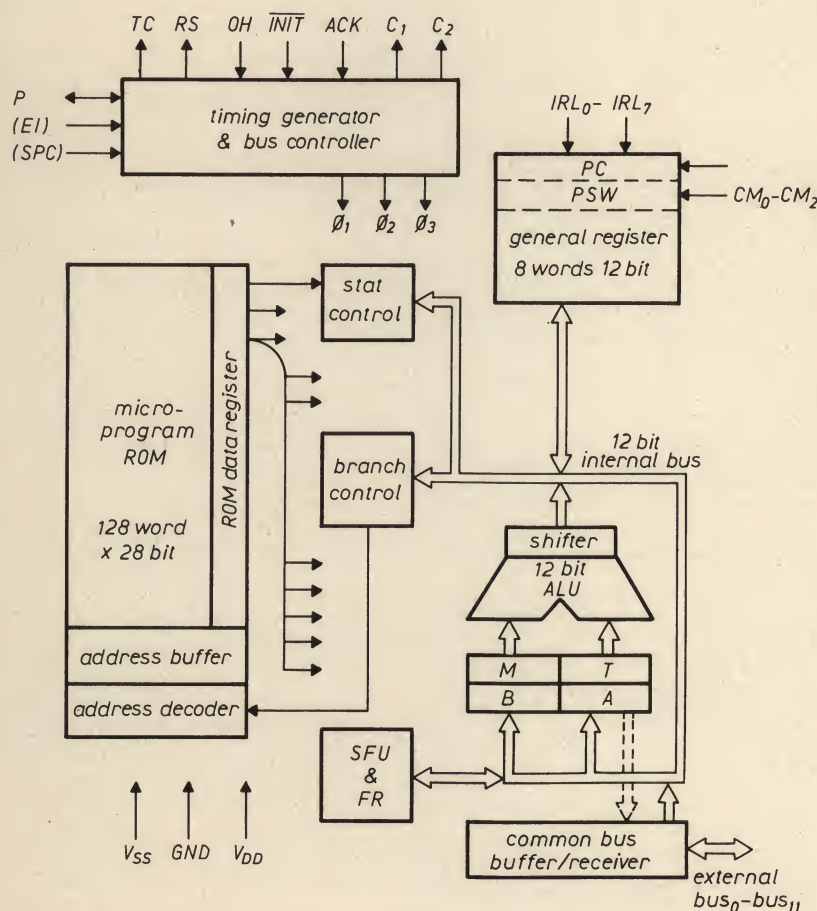 TC RS OH INIT ACK C1 C2
P
(EI)
(SPC)
timing generator
& bus controller
Ø1 Ø2 Ø3
IRL0- IRL7
PC
PSW
CM0-CM2
general register
8 words 12 bit
micro-
program
ROM
128 word
x 28 bit
ROM data register
address buffer
address decoder
stat
control
branch
control
12 bit
internal bus
shifter
12 bit
ALU
M T
B A
SFU
&
FR
common bus
buffer/receiver
external
bus0-bus11
VSS GND VDD